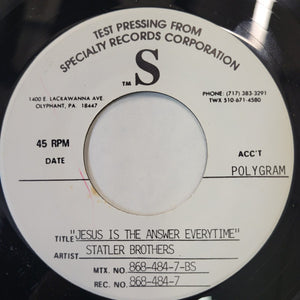 TEST PRESSING FROM
SPECIALTY RECORDS CORPORATION
TM S
1400 E. LACKAWANNA AVE
OLYPHANT, PA. 18447
PHONE: (717) 383-3291
TWX 510-671-4580
45 RPM
DATE
ACC'T
POLYGRAM
TITLE "JESUS IS THE ANSWER EVERYTIME"
ARTIST STATLER BROTHERS
MTX. NO. 868-484-7-BS
REC. NO. 868-484-7